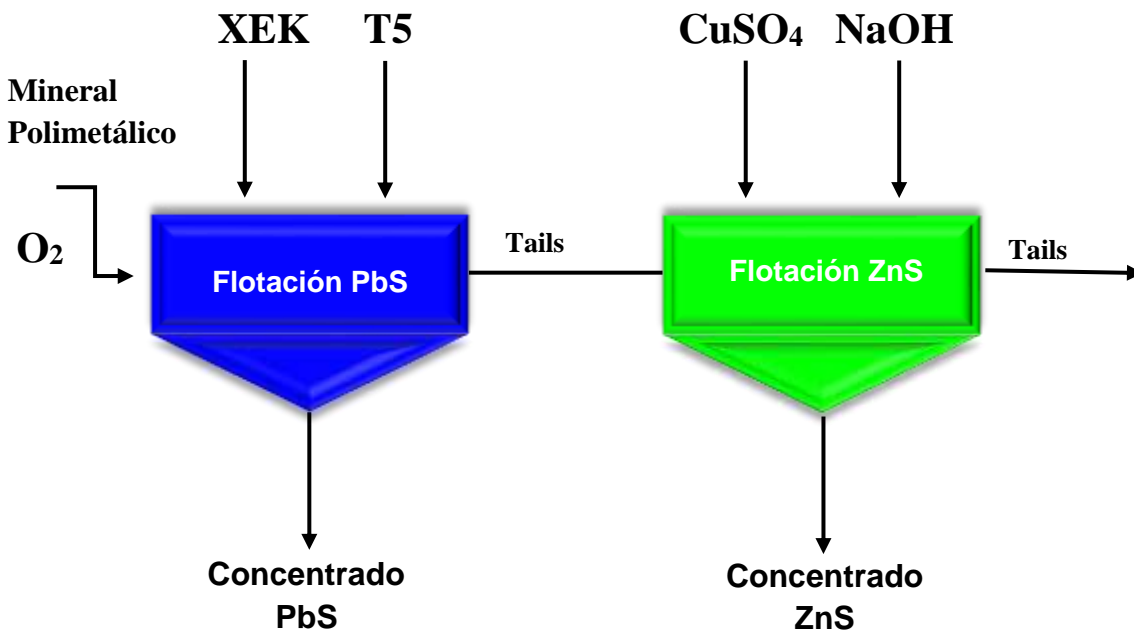 XEK T5 CuSO₄ NaOH
Mineral
Polimetálico
O₂
Flotación PbS
Tails
Flotación ZnS
Tails
Concentrado
PbS
Concentrado
ZnS